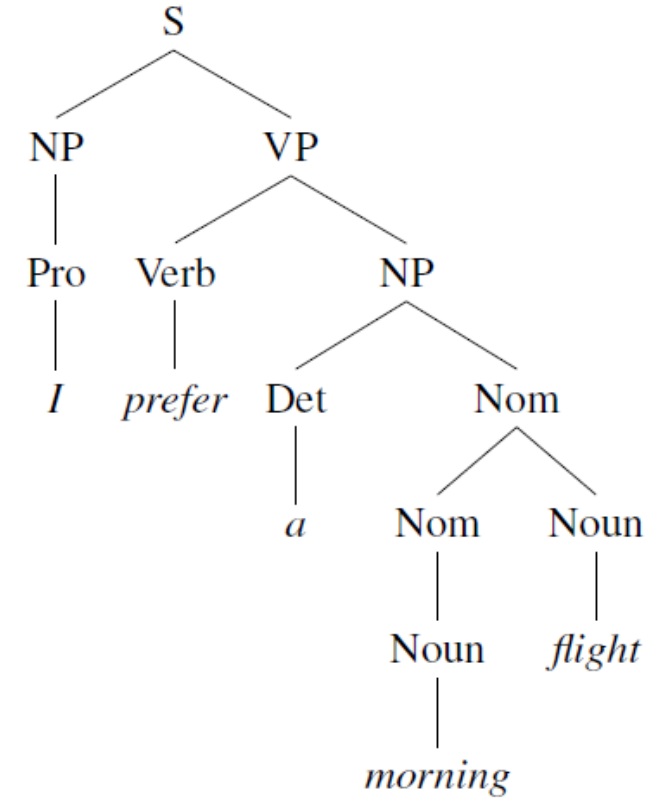 S
NP VP
Pro Verb NP
I prefer Det Nom
a Nom Noun
Noun flight
morning